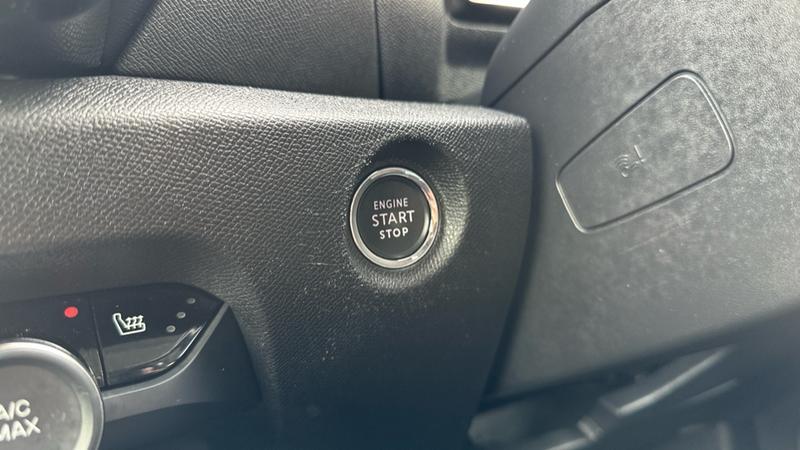 ENGINE
START
STOP
A/C
MAX